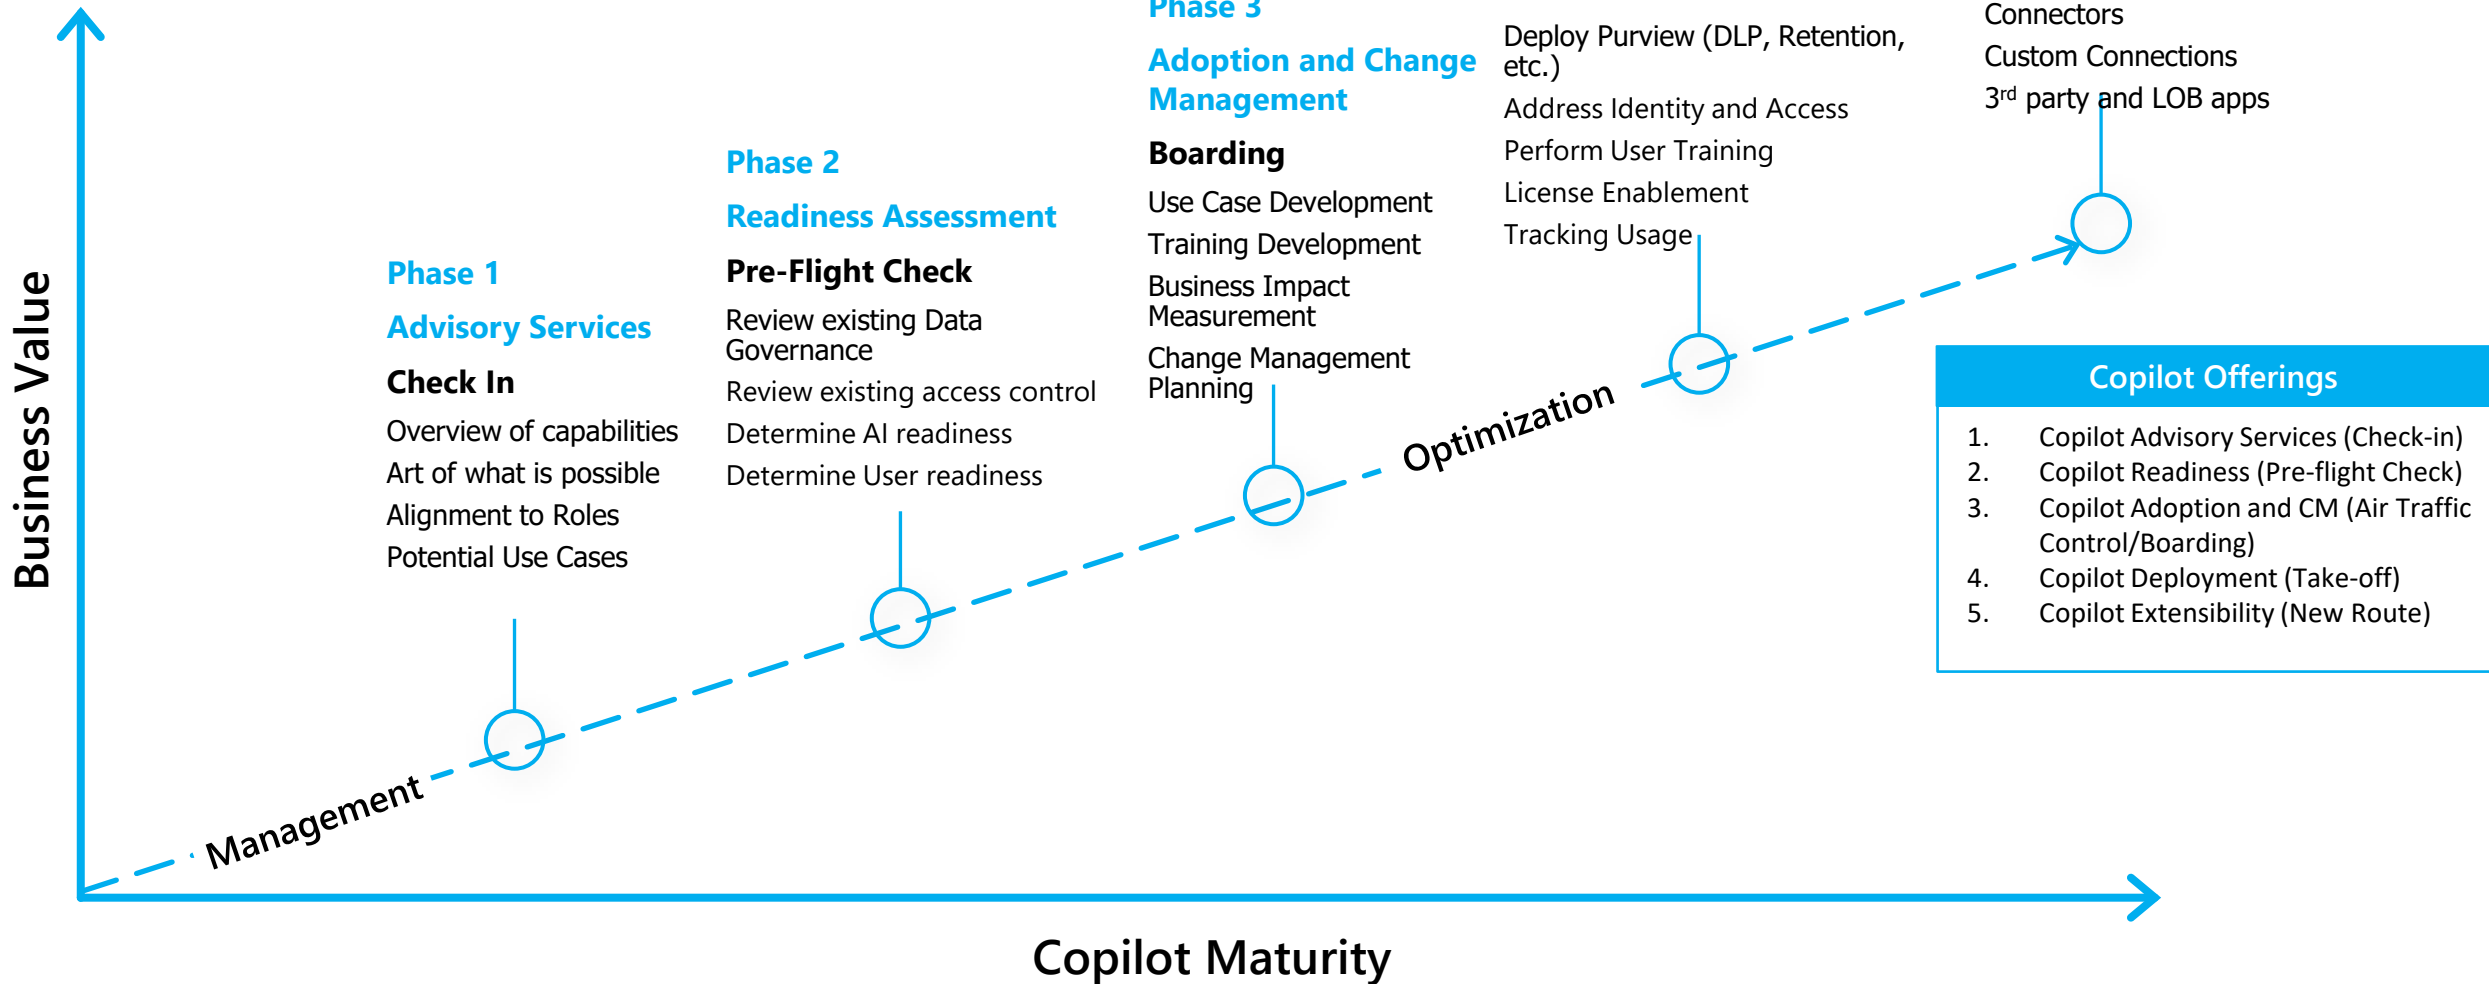 Business Value
Phase 1
Advisory Services
Check In
Overview of capabilities
Art of what is possible
Alignment to Roles
Potential Use Cases
Phase 2
Readiness Assessment
Pre-Flight Check
Review existing Data
Governance
Review existing access control
Determine AI readiness
Determine User readiness
Phase 3
Adoption and Change
Management
Boarding
Use Case Development
Training Development
Business Impact
Measurement
Change Management
Planning
Deploy Purview (DLP, Retention,
etc.)
Address Identity and Access
Perform User Training
License Enablement
Tracking Usage
Connectors
Custom Connections
3rd party and LOB apps
Management
Optimization
Copilot Offerings
1. Copilot Advisory Services (Check-in)
2. Copilot Readiness (Pre-flight Check)
3. Copilot Adoption and CM (Air Traffic
Control/Boarding)
4. Copilot Deployment (Take-off)
5. Copilot Extensibility (New Route)
Copilot Maturity